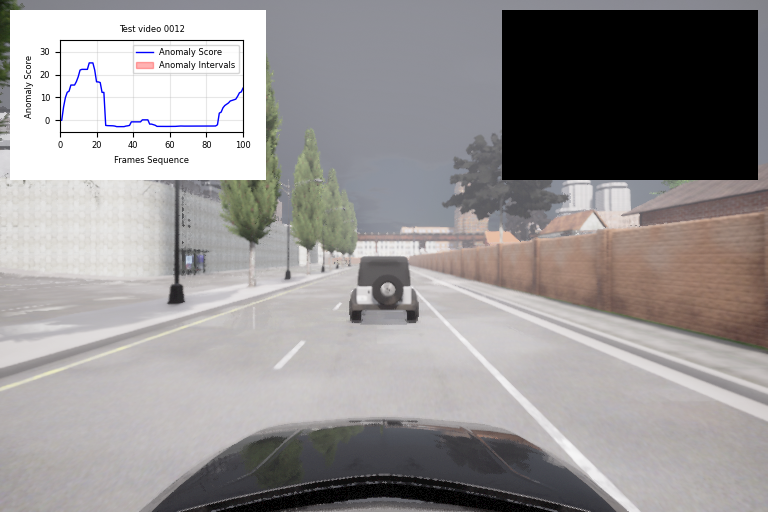 Test video 0012
Anomaly Score
Anomaly Intervals
Anomaly Score
30
20
10
0
0 20 40 60 80 100
Frames Sequence